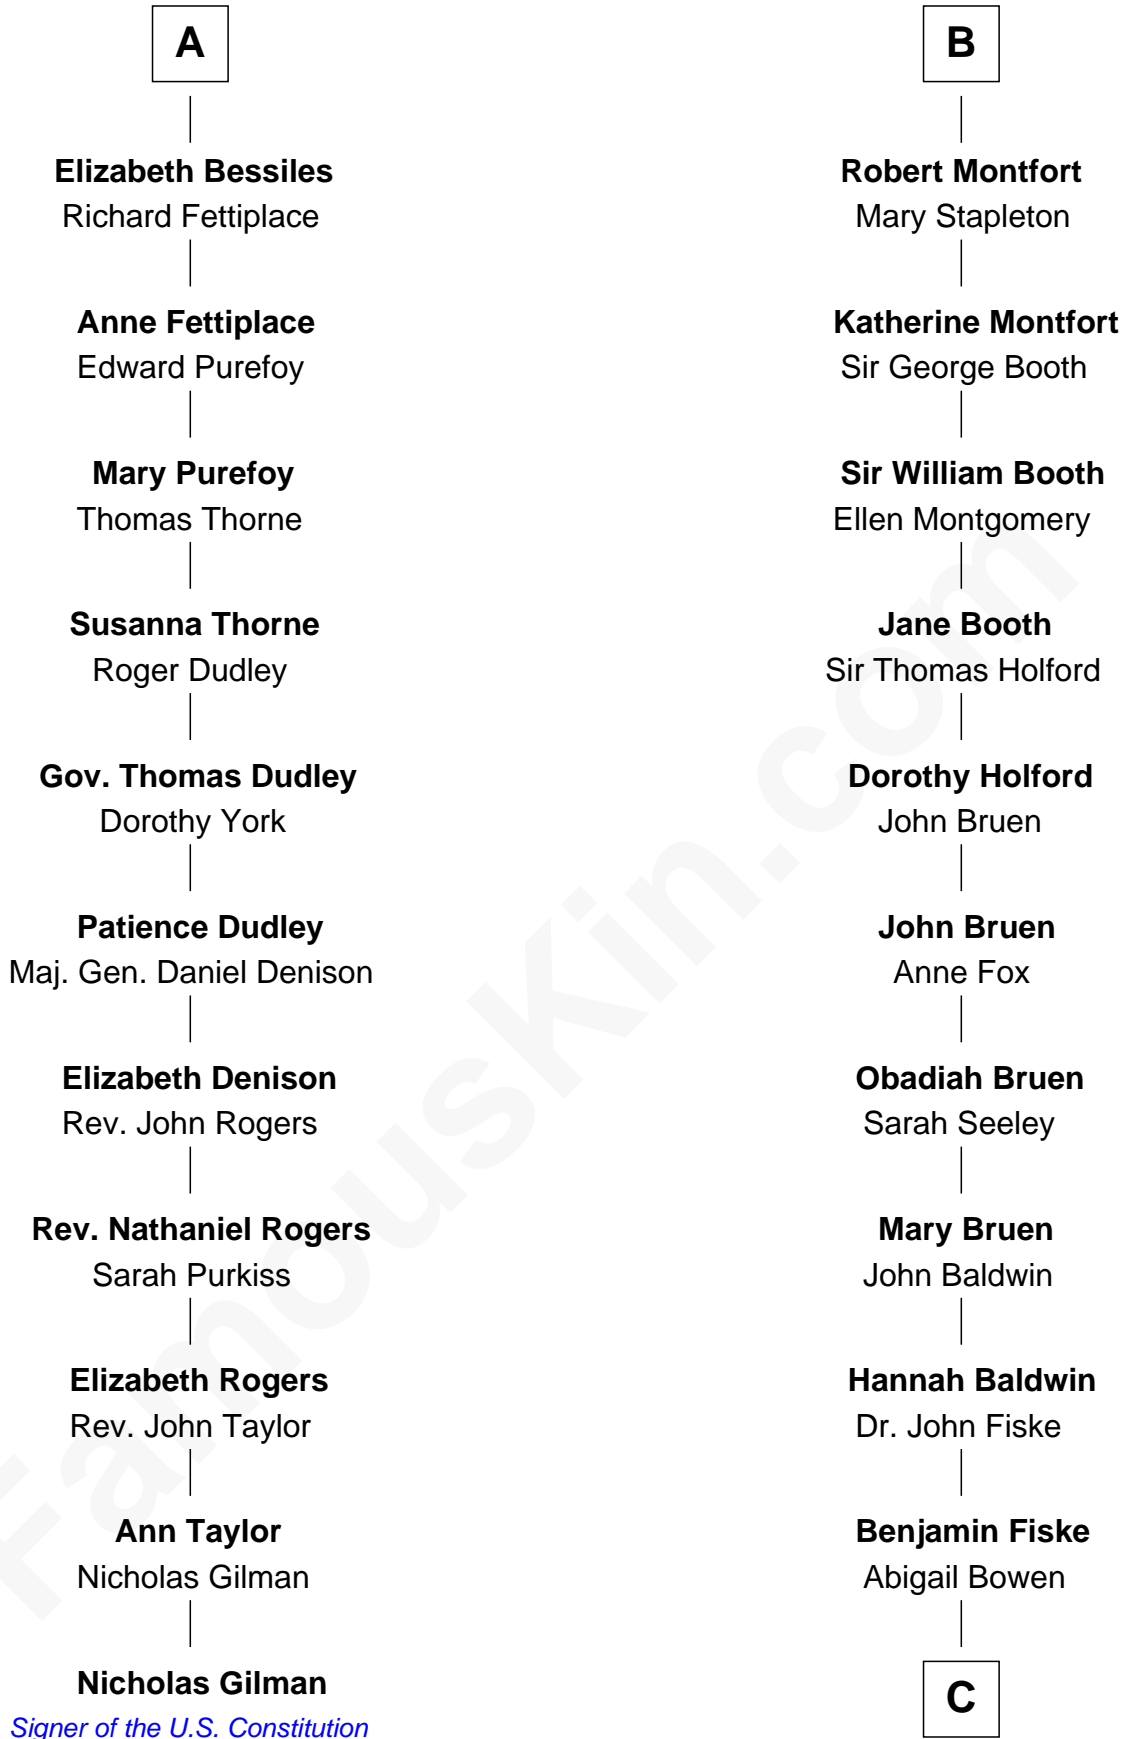 A
Elizabeth Bessiles
Richard Fettiplace
Anne Fettiplace
Edward Purefoy
Mary Purefoy
Thomas Thorne
Susanna Thorne
Roger Dudley
Gov. Thomas Dudley
Dorothy York
Patience Dudley
Maj. Gen. Daniel Denison
Elizabeth Denison
Rev. John Rogers
Rev. Nathaniel Rogers
Sarah Purkiss
Elizabeth Rogers
Rev. John Taylor
Ann Taylor
Nicholas Gilman
Nicholas Gilman
Signer of the U.S. Constitution
B
Robert Montfort
Mary Stapleton
Katherine Montfort
Sir George Booth
Sir William Booth
Ellen Montgomery
Jane Booth
Sir Thomas Holford
Dorothy Holford
John Bruen
John Bruen
Anne Fox
Obadiah Bruen
Sarah Seeley
Mary Bruen
John Baldwin
Hannah Baldwin
Dr. John Fiske
Benjamin Fiske
Abigail Bowen
C
FamousKin.com